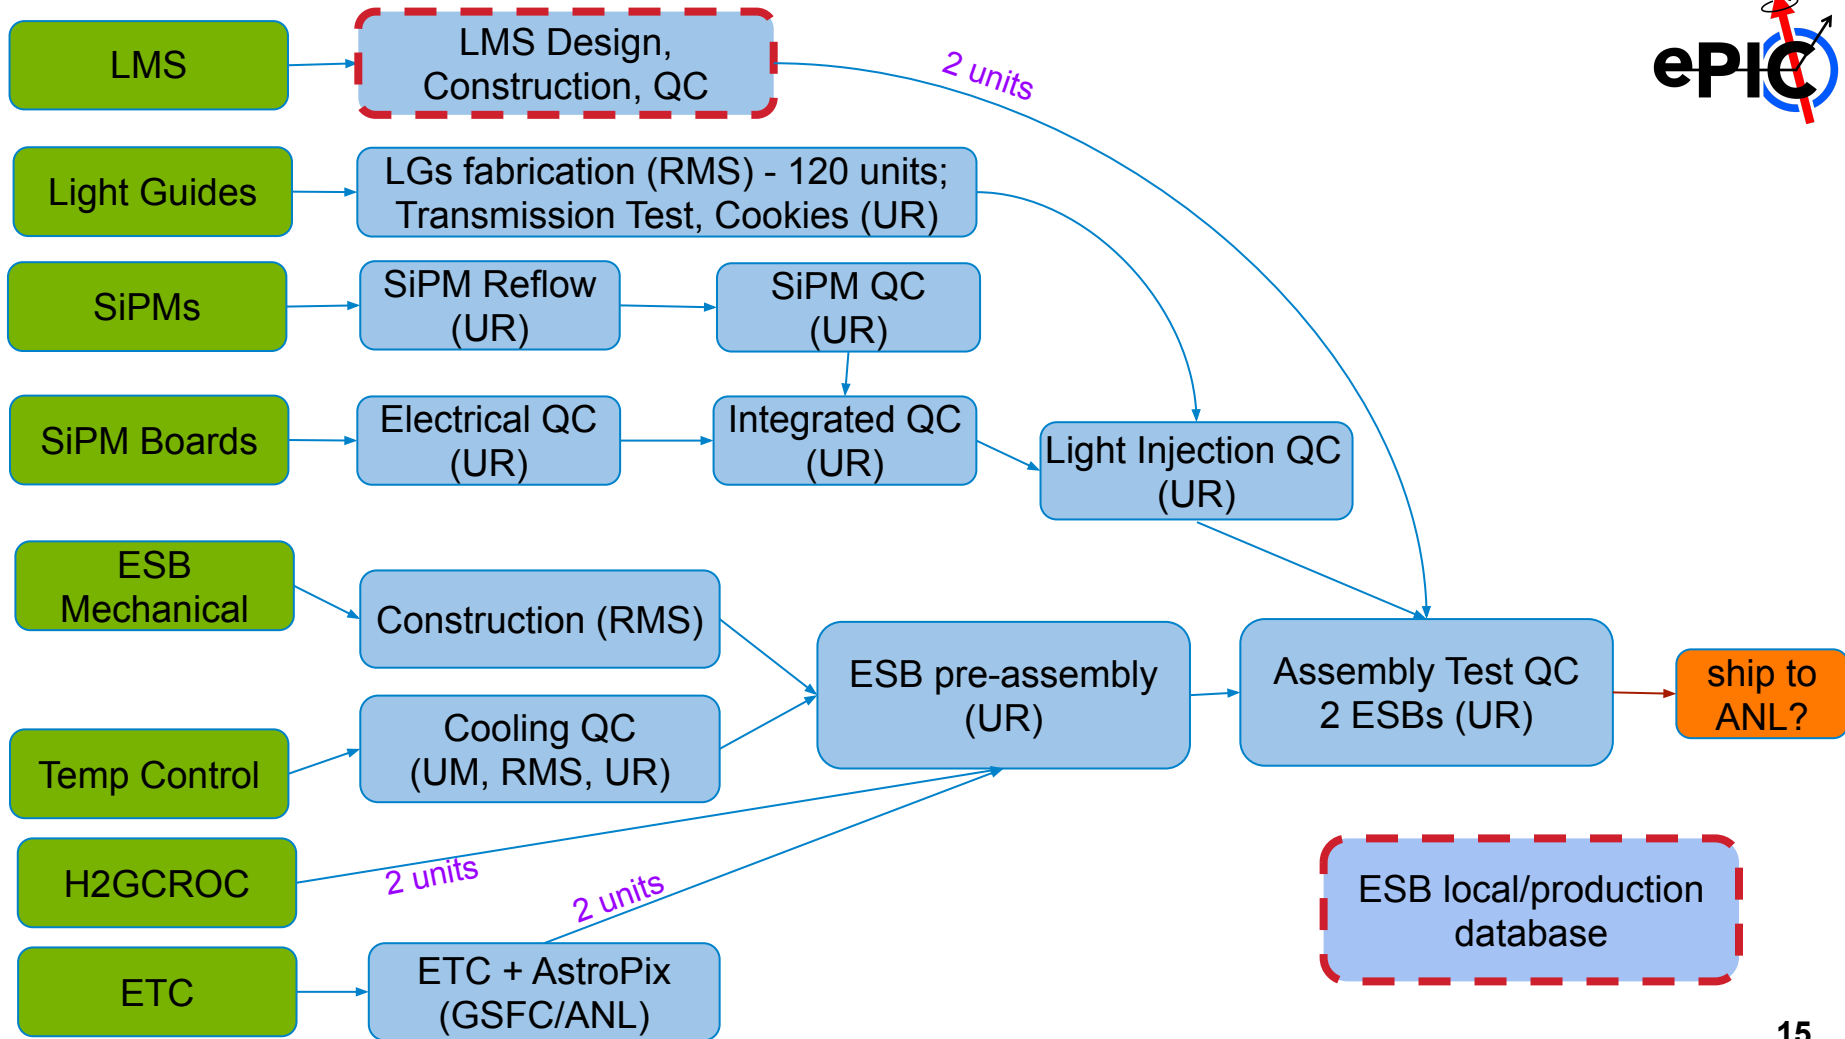 LMS
LMS Design,
Construction, QC
2 units
ePIC
Light Guides
LGs fabrication (RMS) - 120 units;
Transmission Test, Cookies (UR)
SiPMs
SiPM Reflow
(UR)
SiPM QC
(UR)
SiPM Boards
Electrical QC
(UR)
Integrated QC
(UR)
Light Injection QC
(UR)
ESB
Mechanical
Construction (RMS)
ESB pre-assembly
(UR)
Assembly Test QC
2 ESBs (UR)
ship to
ANL?
Temp Control
Cooling QC
(UM, RMS, UR)
H2GCROC
2 units
2 units
ESB local/production
database
ETC
ETC + AstroPix
(GSFC/ANL)
15